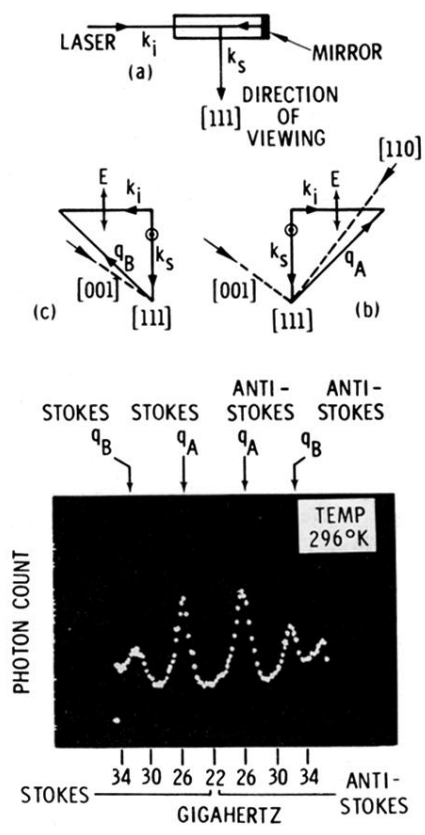 LASER
k_i
k_s
MIRROR
(a)
[111]
DIRECTION
OF
VIEWING
[110]
E
k_i
q_B
k_s
[001]
[111]
(c)
E
k_i
k_s
q_A
[001]
[111]
(b)
STOKES STOKES ANTI-STOKES ANTI-STOKES
q_B q_A q_A q_B
TEMP
296°K
PHOTON COUNT
34 30 26 22 26 30 34
STOKES ANTI-STOKES
GIGAHERTZ